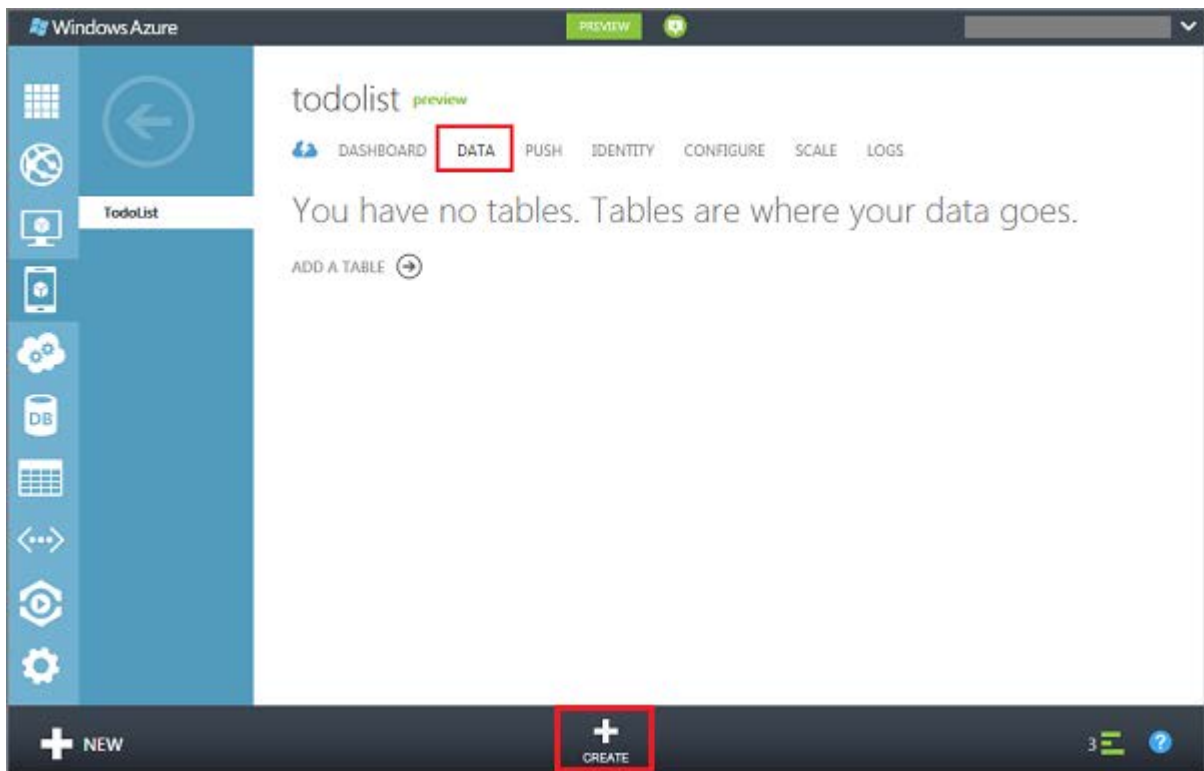 Windows Azure
PREVIEW
todolist preview
DASHBOARD DATA PUSH IDENTITY CONFIGURE SCALE LOGS
TodoList
You have no tables. Tables are where your data goes.
ADD A TABLE
DB
NEW
CREATE
3
?